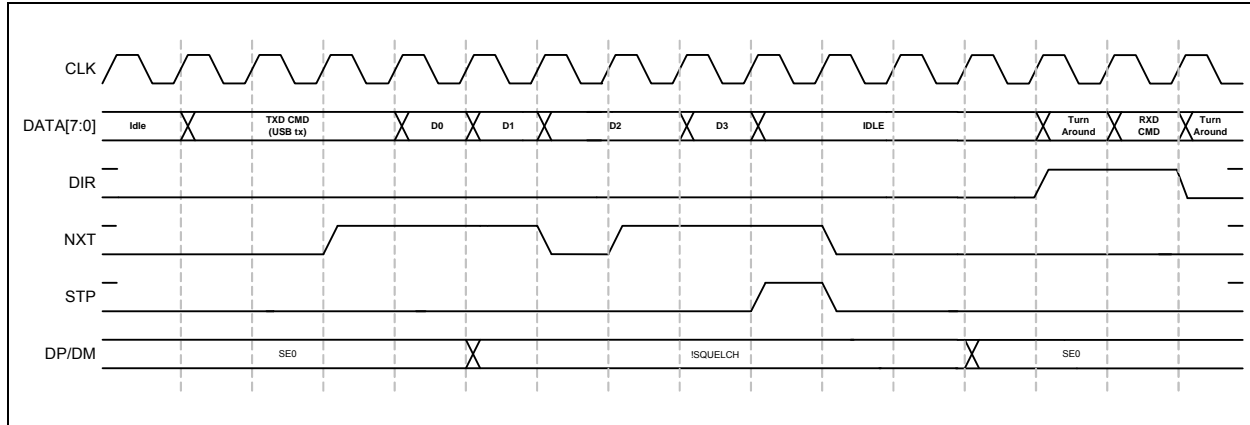 CLK
DATA[7:0] Idle TXD CMD D0 D1 D2 D3 IDLE Turn RXD Turn
(USB tx) Around CMD Around
DIR
NXT
STP
DP/DM SE0 !SQUELCH SE0